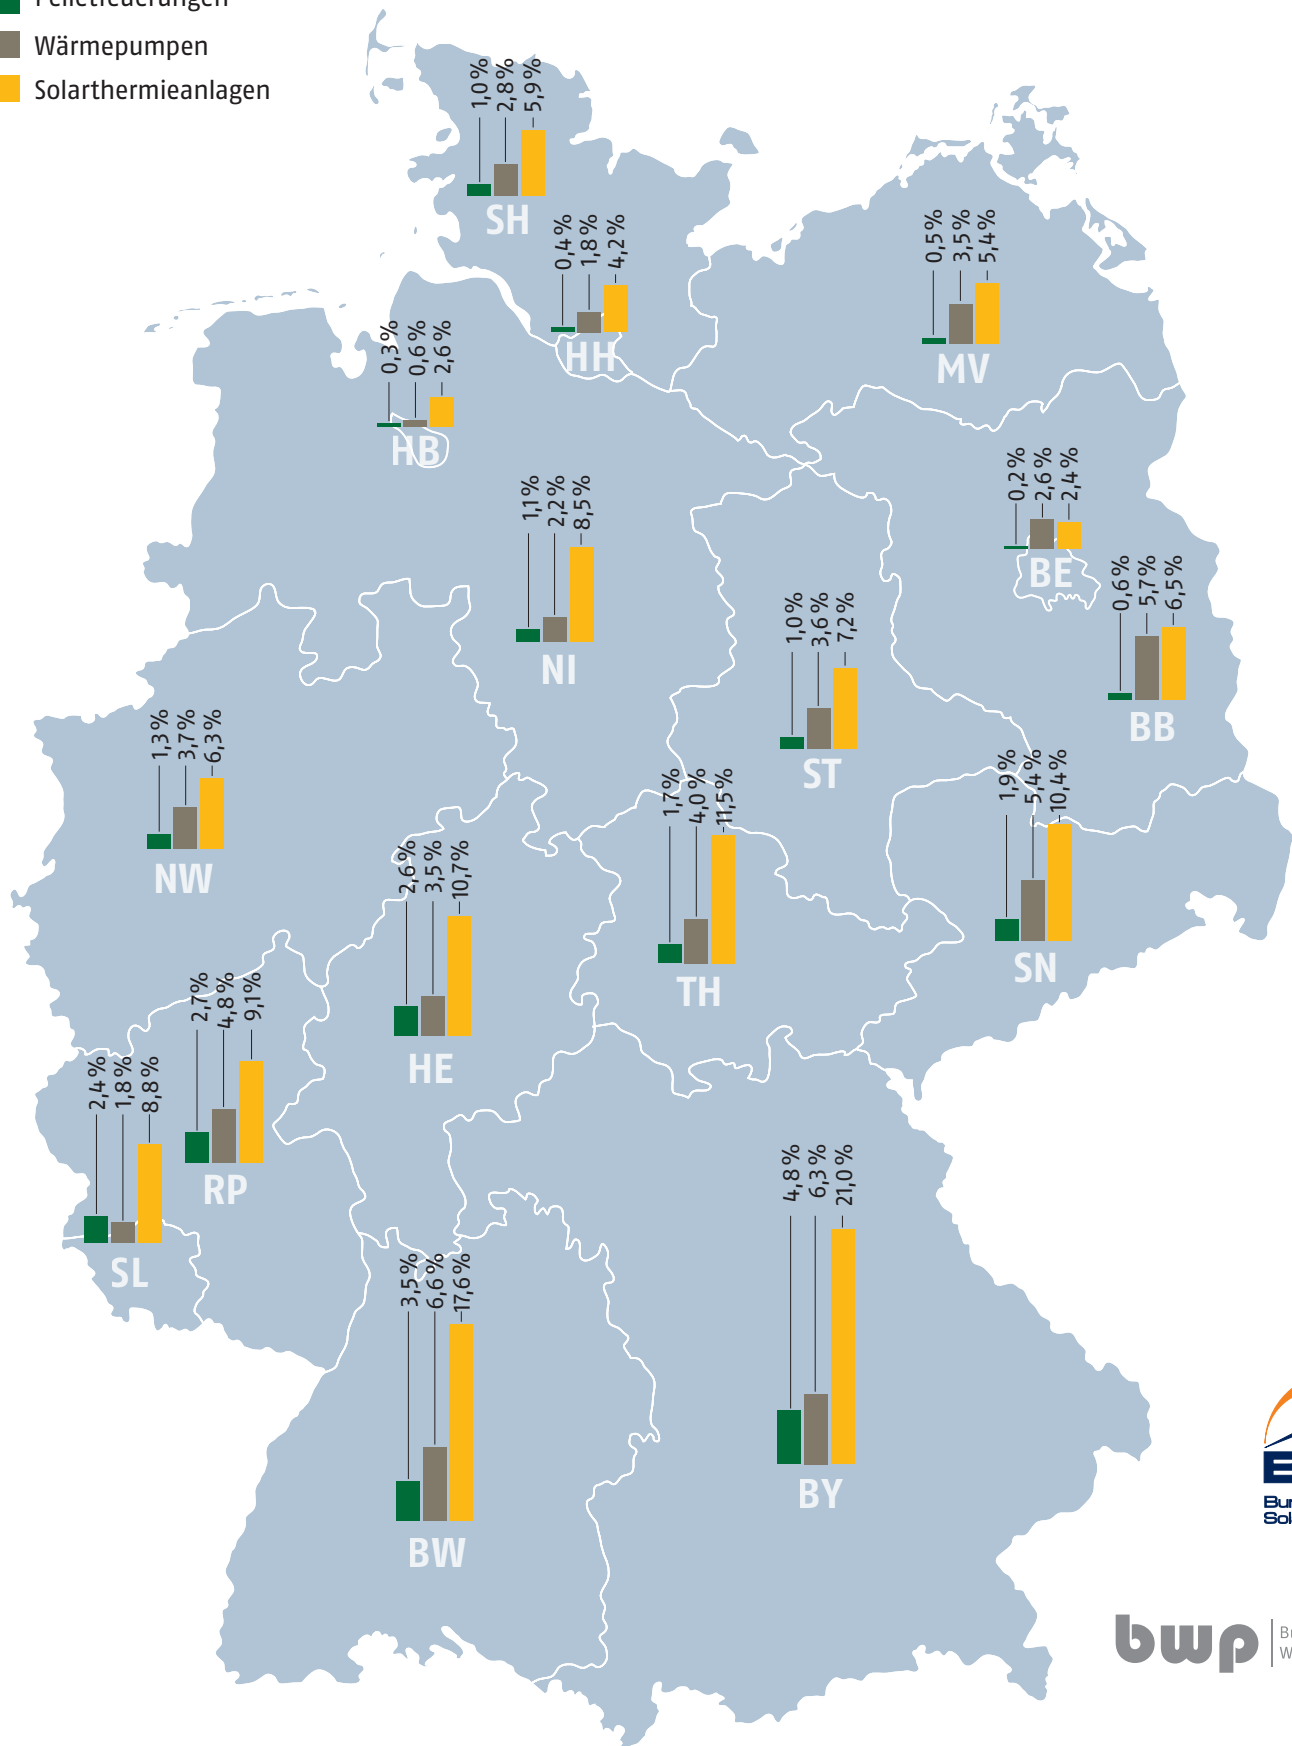 Pelletfeuerungen
Wärmepumpen
Solarthermieanlagen
1,0 %
2,8 %
5,9 %
SH
0,4 %
1,8 %
4,2 %
HH
0,5 %
3,5 %
5,4 %
MV
0,3 %
0,6 %
2,6 %
HB
0,2 %
2,6 %
2,4 %
BE
1,1 %
2,2 %
8,5 %
NI
0,6 %
5,7 %
6,5 %
BB
1,0 %
3,6 %
7,2 %
ST
1,3 %
3,7 %
6,3 %
NW
1,9 %
5,4 %
10,4 %
SN
1,7 %
4,0 %
11,5 %
TH
2,6 %
3,5 %
10,7 %
HE
2,7 %
4,8 %
9,1 %
RP
2,4 %
1,8 %
8,8 %
SL
4,8 %
6,3 %
21,0 %
BY
3,5 %
6,6 %
17,6 %
BW
bwp